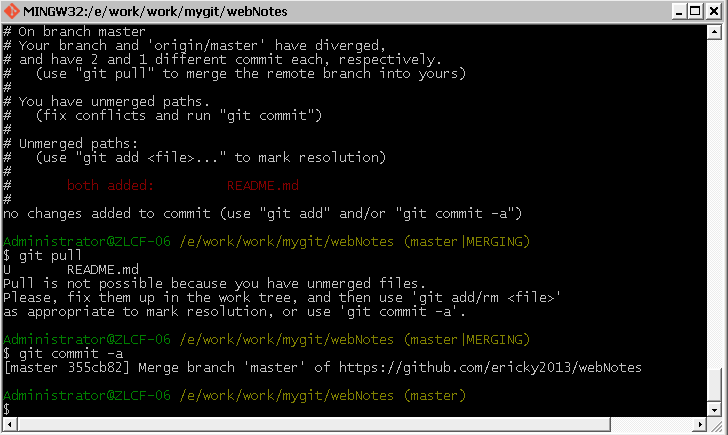 MINGW32:/e/work/work/mygit/webNotes
# On branch master
# Your branch and 'origin/master' have diverged,
# and have 2 and 1 different commit each, respectively.
#   (use "git pull" to merge the remote branch into yours)
#
# You have unmerged paths.
#   (fix conflicts and run "git commit")
#
# Unmerged paths:
#   (use "git add <file>..." to mark resolution)
#
#       both added:         README.md
#
no changes added to commit (use "git add" and/or "git commit -a")
Administrator@ZLCF-06 /e/work/work/mygit/webNotes (master|MERGING)
$ git pull
U       README.md
Pull is not possible because you have unmerged files.
Please, fix them up in the work tree, and then use 'git add/rm <file>'
as appropriate to mark resolution, or use 'git commit -a'.
Administrator@ZLCF-06 /e/work/work/mygit/webNotes (master|MERGING)
$ git commit -a
[master 355cb82] Merge branch 'master' of https://github.com/ericky2013/webNotes
Administrator@ZLCF-06 /e/work/work/mygit/webNotes (master)
$